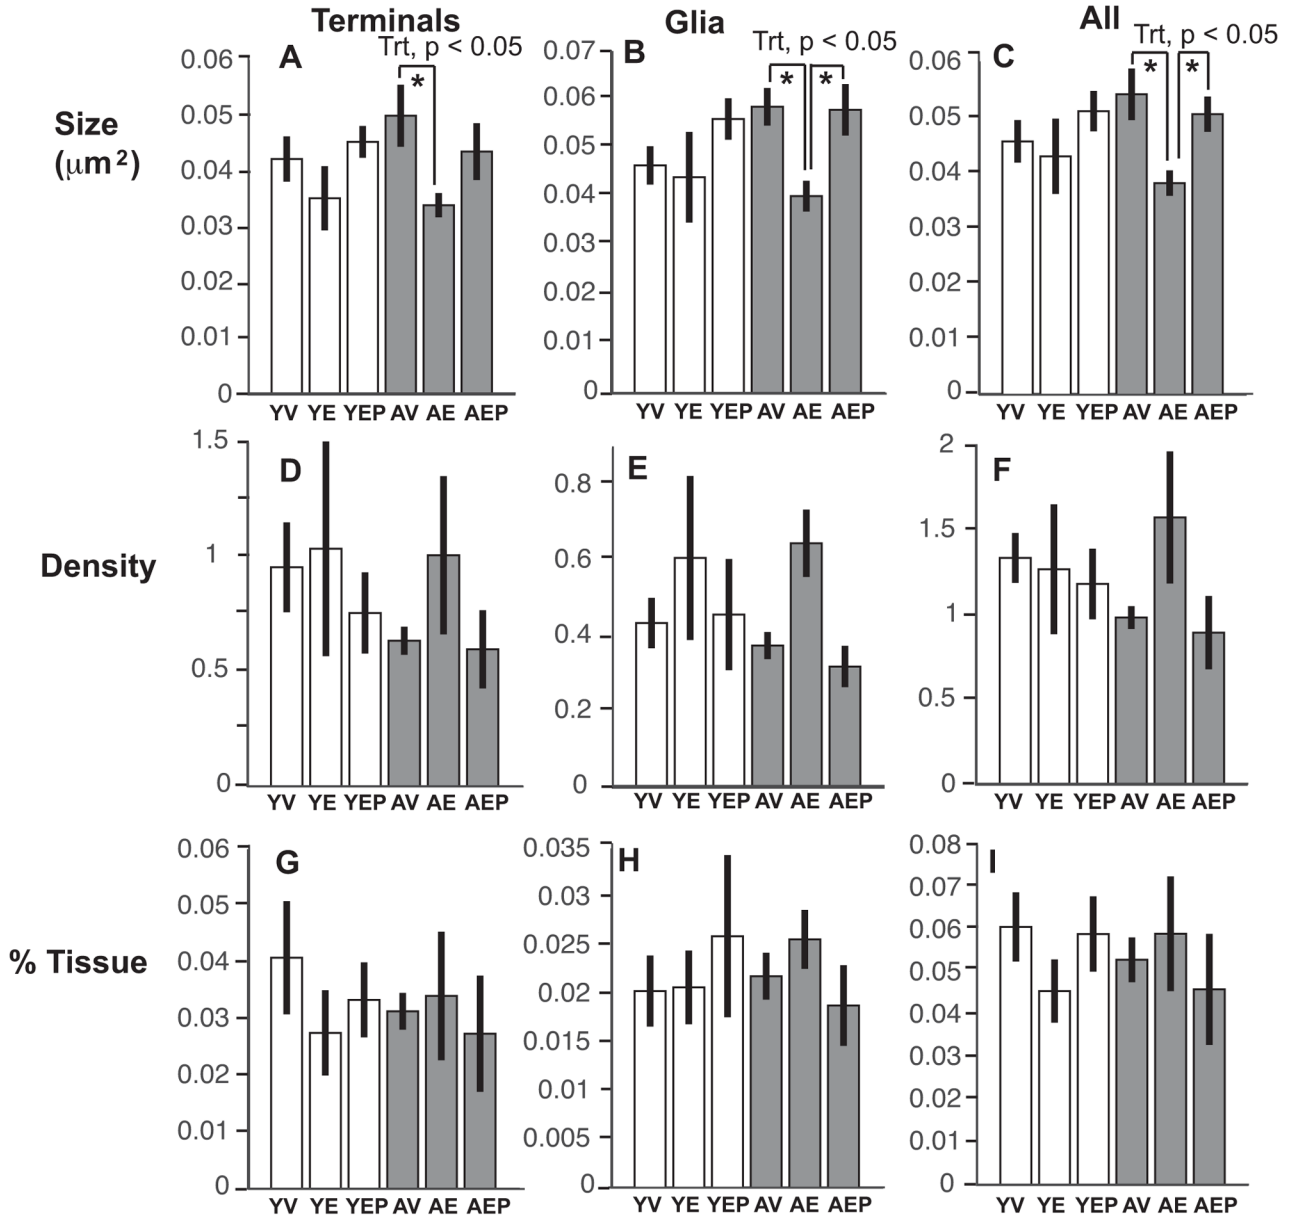 Terminals
Glia
All
Size
(μm²)
A
Trt, p < 0.05
*
0.06
0.05
0.04
0.03
0.02
0.01
0
YV YE YEP AV AE AEP
B
Trt, p < 0.05
* *
0.07
0.06
0.05
0.04
0.03
0.02
0.01
0
YV YE YEP AV AE AEP
C
Trt, p < 0.05
* *
0.06
0.05
0.04
0.03
0.02
0.01
0
YV YE YEP AV AE AEP
Density
D
1.5
1
0.5
0
YV YE YEP AV AE AEP
E
0.8
0.6
0.4
0.2
0
YV YE YEP AV AE AEP
F
2
1.5
1
0.5
0
YV YE YEP AV AE AEP
% Tissue
G
0.06
0.05
0.04
0.03
0.02
0.01
0
YV YE YEP AV AE AEP
H
0.035
0.03
0.025
0.02
0.015
0.01
0.005
0
YV YE YEP AV AE AEP
I
0.08
0.07
0.06
0.05
0.04
0.03
0.02
0.01
0
YV YE YEP AV AE AEP